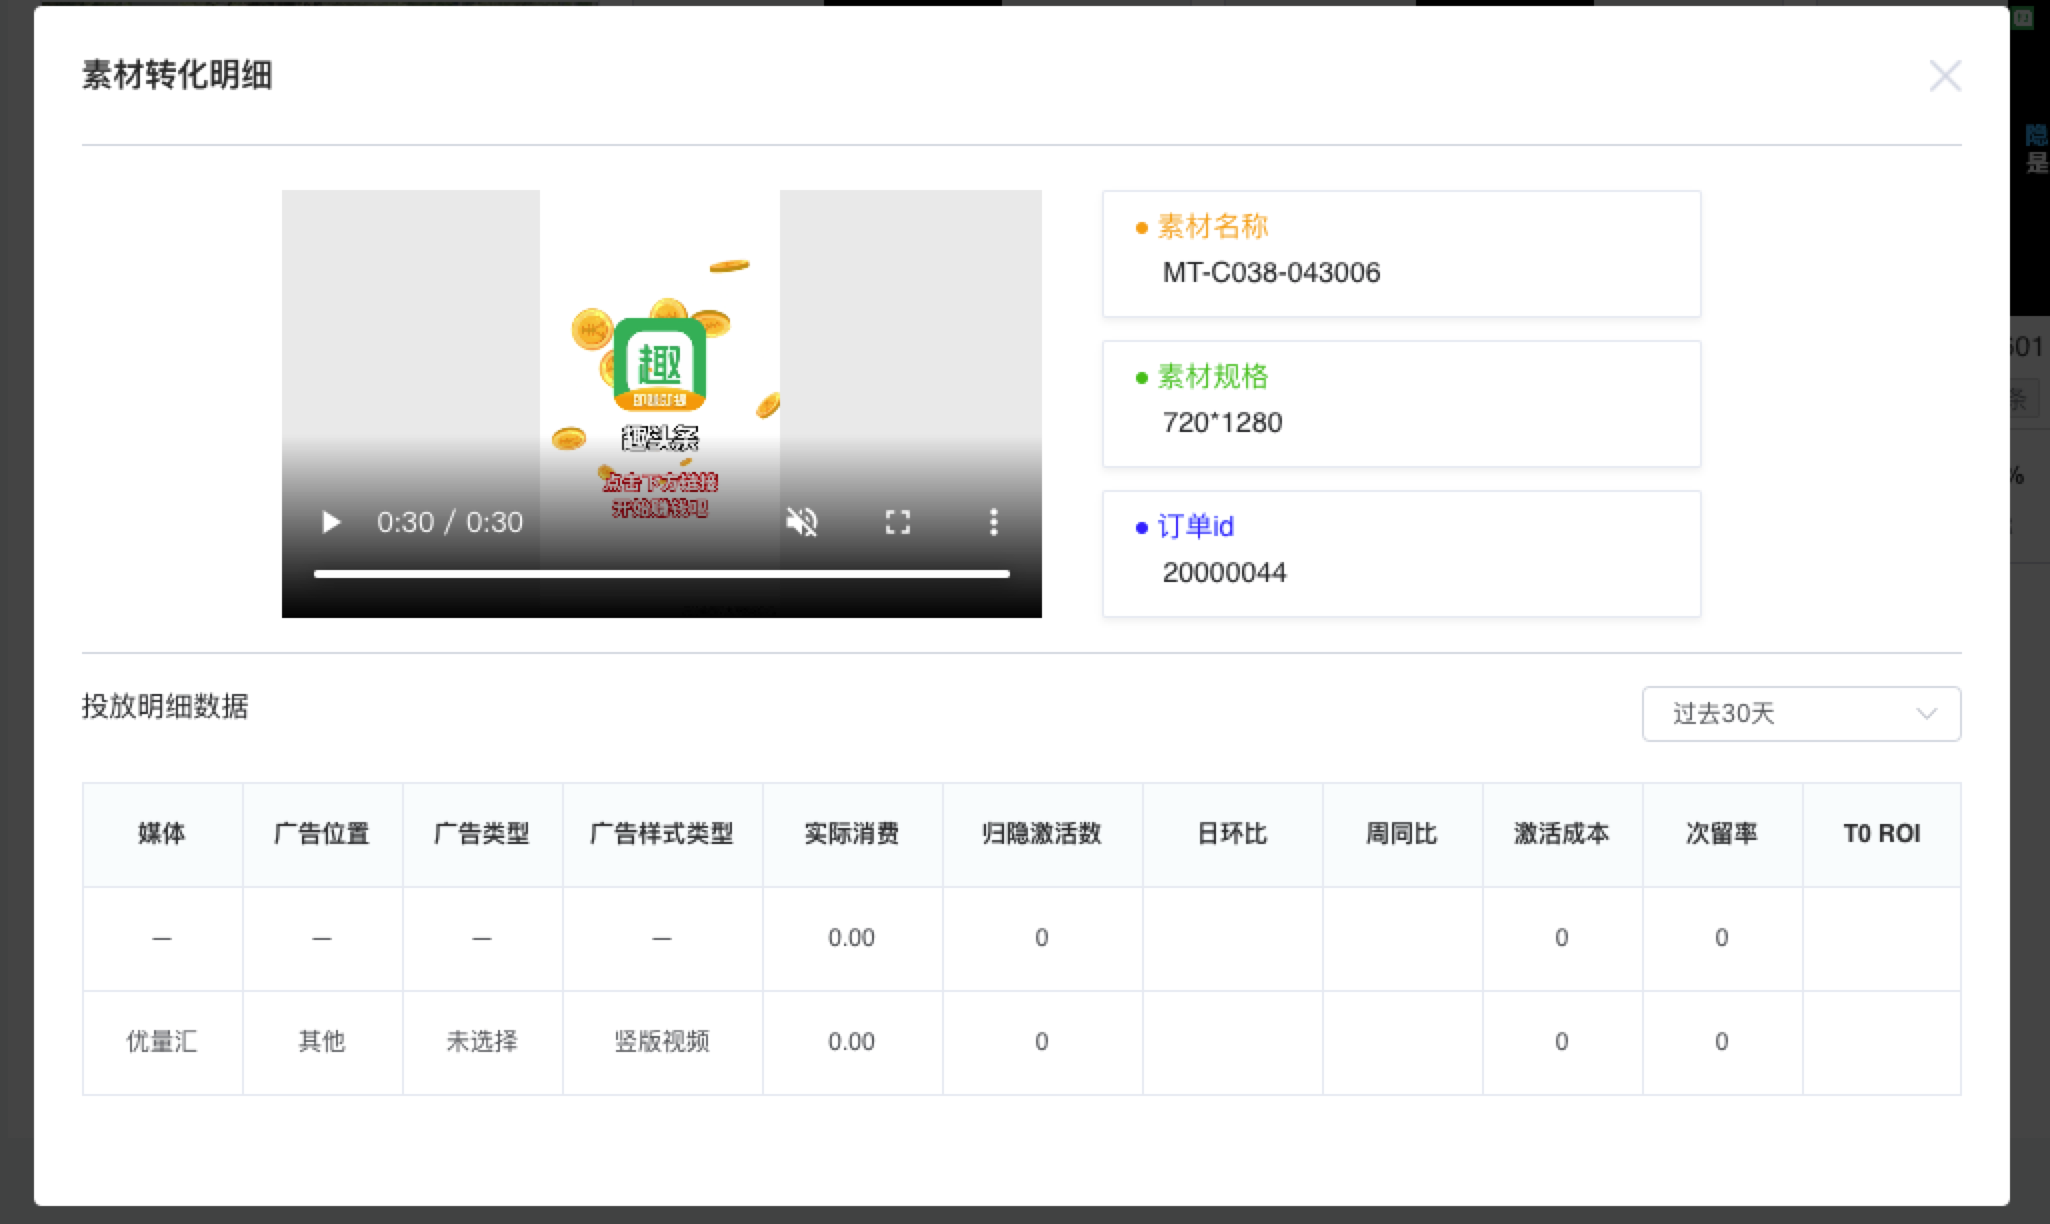 素材转化明细
素材名称
MT-C038-043006
素材规格
720*1280
订单id
20000044
趣
趣头条
点击下方链接
开始赚钱吧
0:30 / 0:30
投放明细数据
过去30天
媒体 广告位置 广告类型 广告样式类型 实际消费 归隐激活数 日环比 周同比 激活成本 次留率 T0 ROI
— — — — 0.00 0 0 0
优量汇 其他 未选择 竖版视频 0.00 0 0 0
隐
是
601
条
%